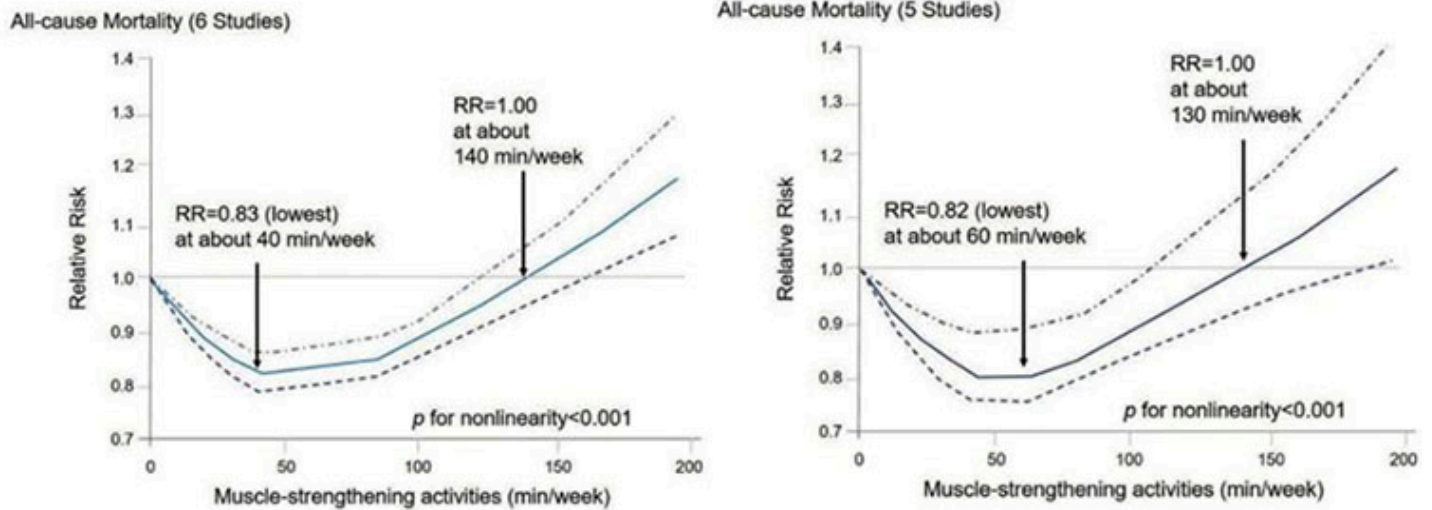 All-cause Mortality (6 Studies)
1.4
1.3
1.2
1.1
1.0
0.9
0.8
0.7
Relative Risk
RR=0.83 (lowest)
at about 40 min/week
RR=1.00
at about
140 min/week
p for nonlinearity<0.001
0
50
100
150
200
Muscle-strengthening activities (min/week)
All-cause Mortality (5 Studies)
1.4
1.3
1.2
1.1
1.0
0.9
0.8
0.7
Relative Risk
RR=0.82 (lowest)
at about 60 min/week
RR=1.00
at about
130 min/week
p for nonlinearity<0.001
0
50
100
150
200
Muscle-strengthening activities (min/week)